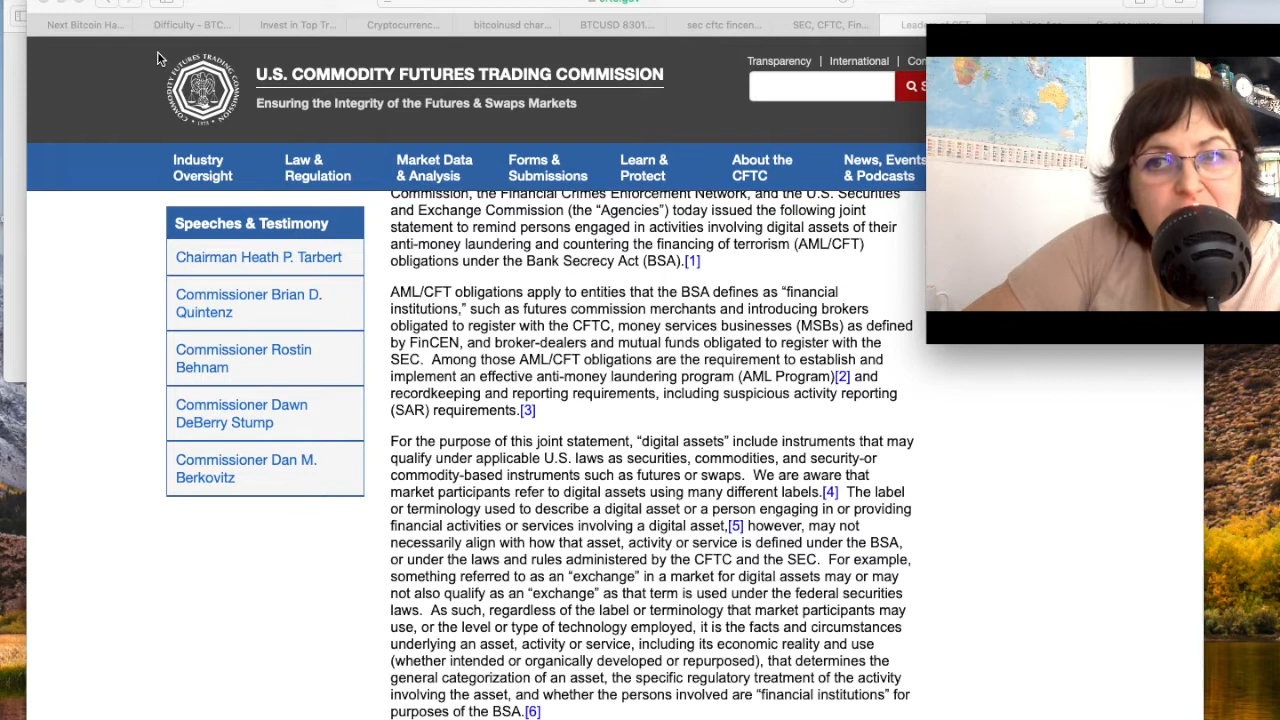 Next Bitcoin Ha...
Difficulty - BTC...
Invest in Top Tr...
Cryptocurrenc...
bitcoinusd char...
BTCUSD 8301...
sec cftc fincen...
SEC, CFTC, Fin...
U.S. COMMODITY FUTURES TRADING COMMISSION
Ensuring the Integrity of the Futures & Swaps Markets
Transparency | International |
Industry Oversight
Law & Regulation
Market Data & Analysis
Forms & Submissions
Learn & Protect
About the CFTC
News, Events & Podcasts
Speeches & Testimony
Chairman Heath P. Tarbert
Commissioner Brian D.
Quintenz
Commissioner Rostin
Behnam
Commissioner Dawn
DeBerry Stump
Commissioner Dan M.
Berkovitz
Commission, the Financial Crimes Enforcement Network, and the U.S. Securities
and Exchange Commission (the “Agencies”) today issued the following joint
statement to remind persons engaged in activities involving digital assets of their
anti-money laundering and countering the financing of terrorism (AML/CFT)
obligations under the Bank Secrecy Act (BSA).[1]
AML/CFT obligations apply to entities that the BSA defines as “financial
institutions,” such as futures commission merchants and introducing brokers
obligated to register with the CFTC, money services businesses (MSBs) as defined
by FinCEN, and broker-dealers and mutual funds obligated to register with the
SEC. Among those AML/CFT obligations are the requirement to establish and
implement an effective anti-money laundering program (AML Program)[2] and
recordkeeping and reporting requirements, including suspicious activity reporting
(SAR) requirements.[3]
For the purpose of this joint statement, “digital assets” include instruments that may
qualify under applicable U.S. laws as securities, commodities, and security-or
commodity-based instruments such as futures or swaps. We are aware that
market participants refer to digital assets using many different labels.[4] The label
or terminology used to describe a digital asset or a person engaging in or providing
financial activities or services involving a digital asset,[5] however, may not
necessarily align with how that asset, activity or service is defined under the BSA,
or under the laws and rules administered by the CFTC and the SEC. For example,
something referred to as an “exchange” in a market for digital assets may or may
not also qualify as an “exchange” as that term is used under the federal securities
laws. As such, regardless of the label or terminology that market participants may
use, or the level or type of technology employed, it is the facts and circumstances
underlying an asset, activity or service, including its economic reality and use
(whether intended or organically developed or repurposed), that determines the
general categorization of an asset, the specific regulatory treatment of the activity
involving the asset, and whether the persons involved are “financial institutions” for
purposes of the BSA.[6]